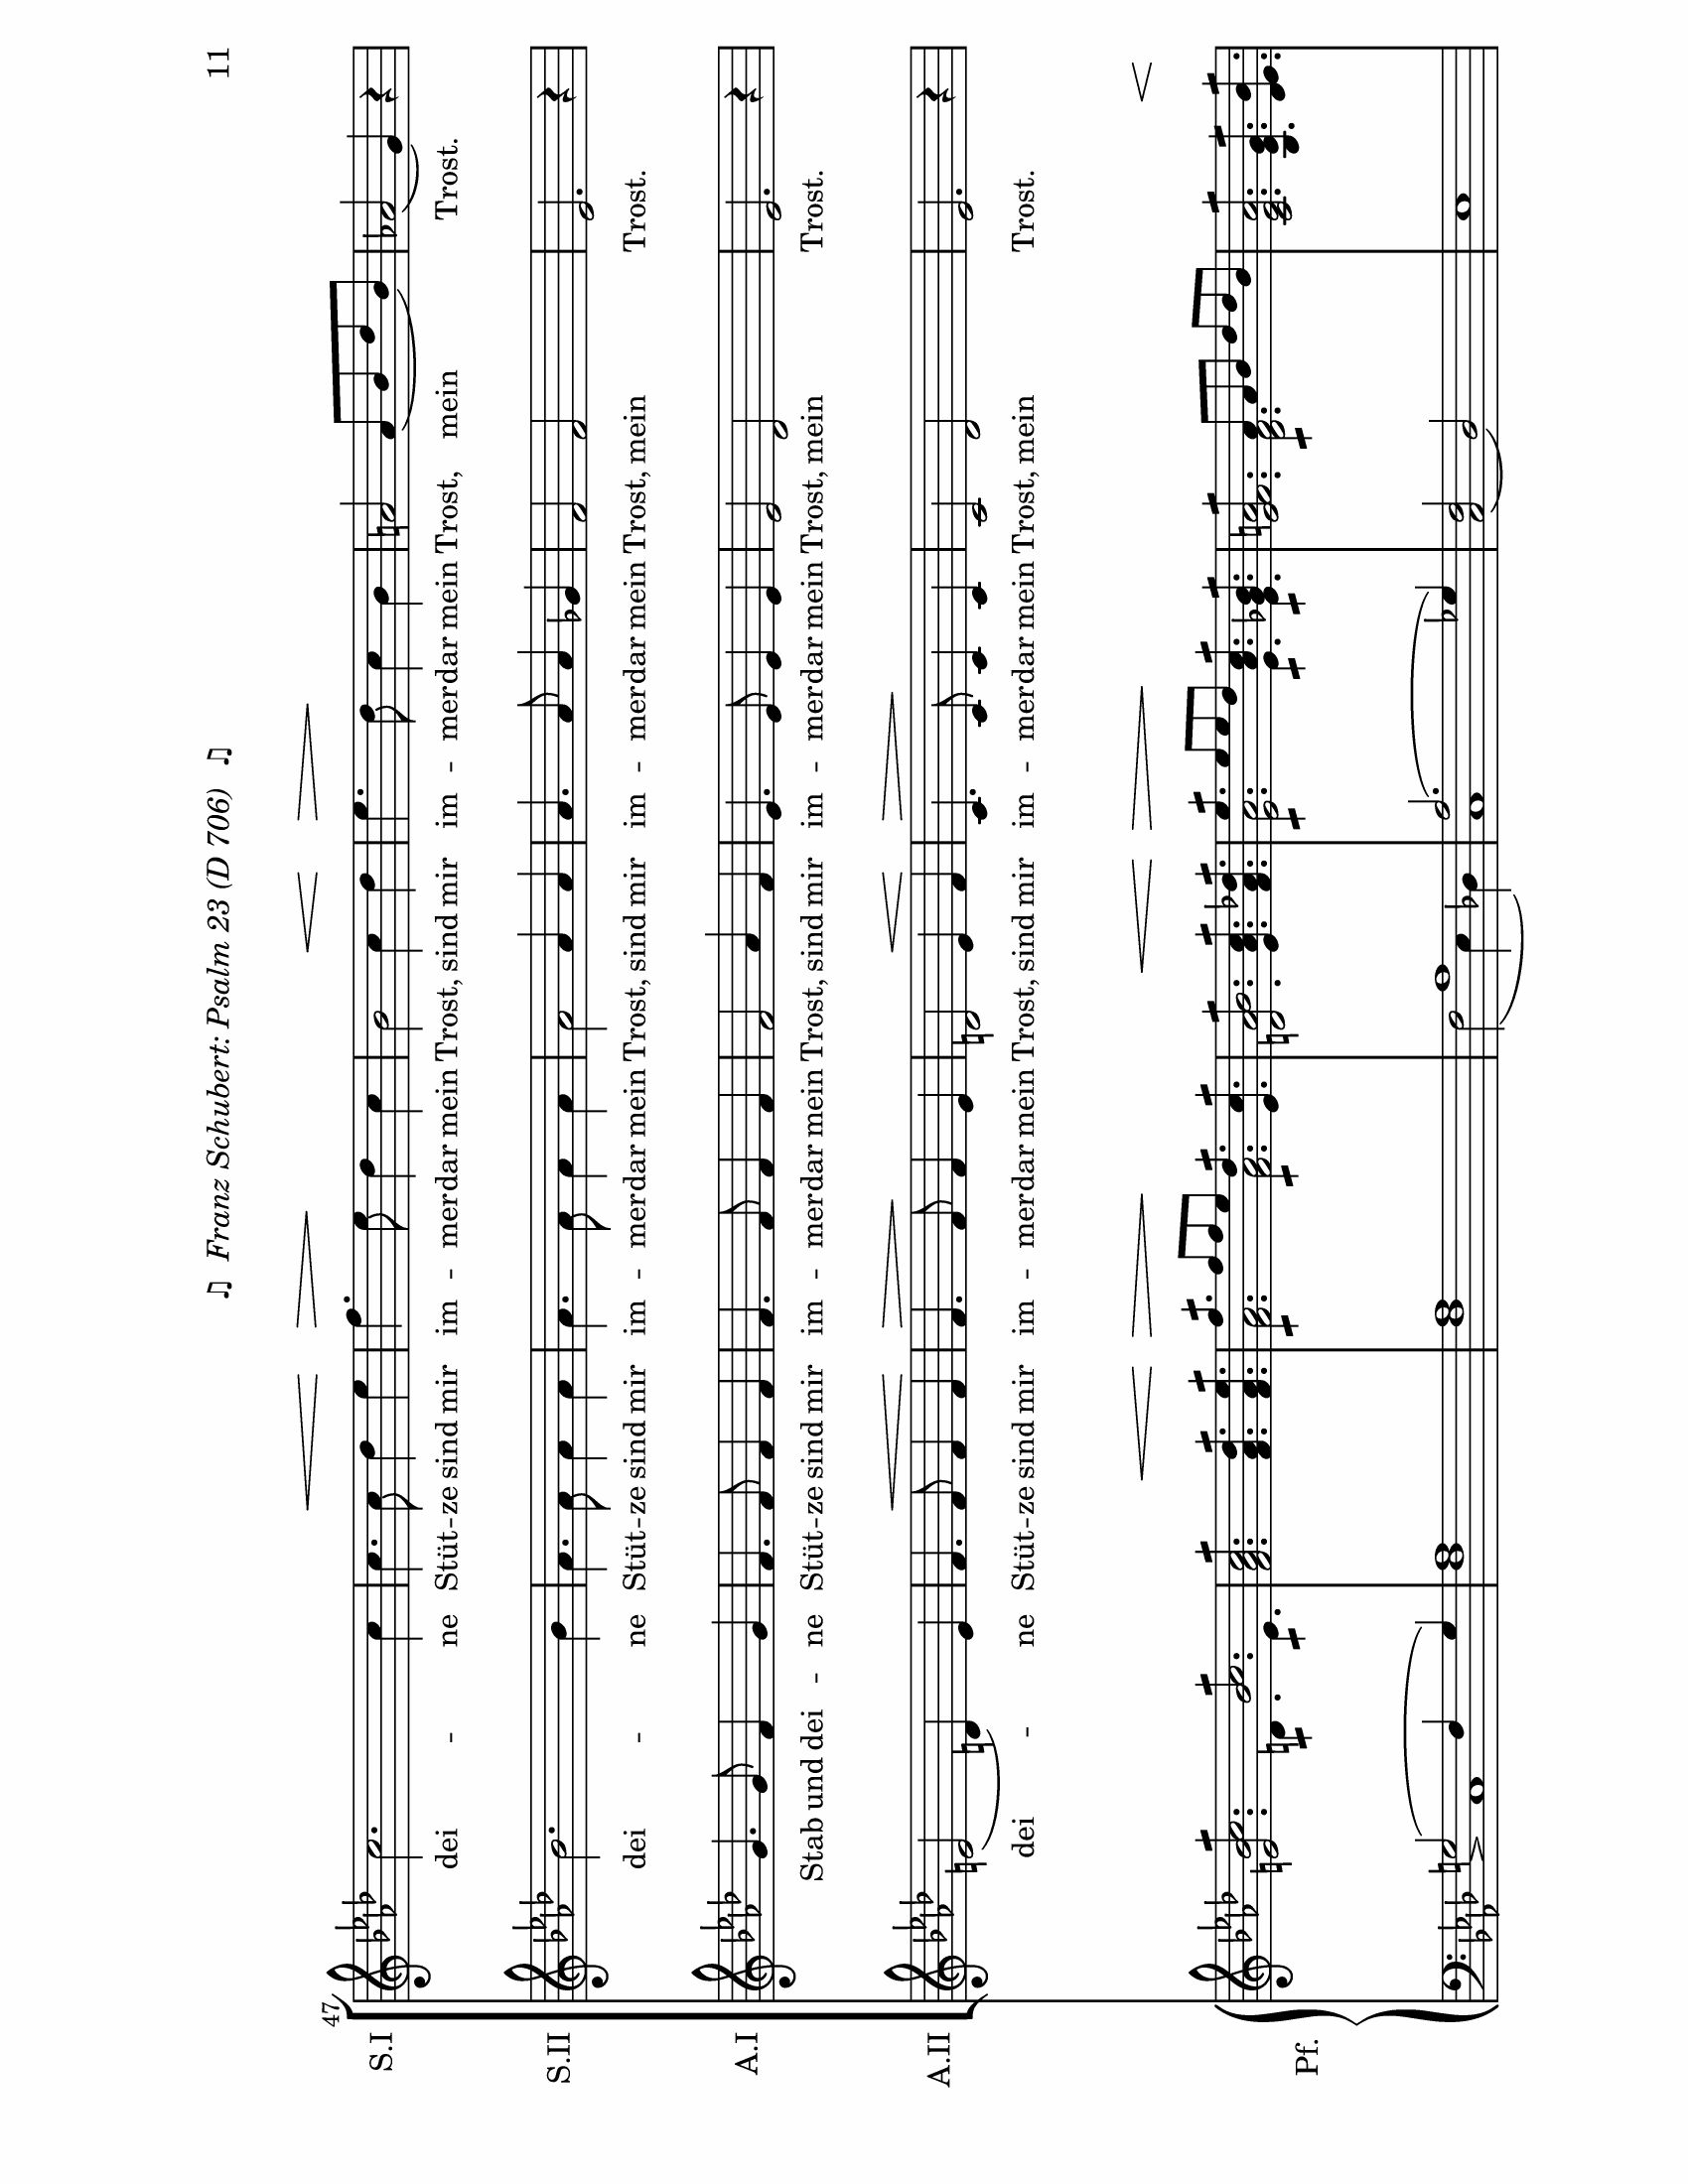 ♫ Franz Schubert: Psalm 23 (D 706) ♫ 11
47
S.I
dei - ne Stüt-ze sind mir im - merdar mein Trost, sind mir im - merdar mein Trost, mein Trost.
S.II
dei - ne Stüt-ze sind mir im - merdar mein Trost, sind mir im - merdar mein Trost, mein Trost.
A.I
Stab und dei - ne Stüt-ze sind mir im - merdar mein Trost, sind mir im - merdar mein Trost, mein Trost.
A.II
dei - ne Stüt-ze sind mir im - merdar mein Trost, sind mir im - merdar mein Trost, mein Trost.
Pf.